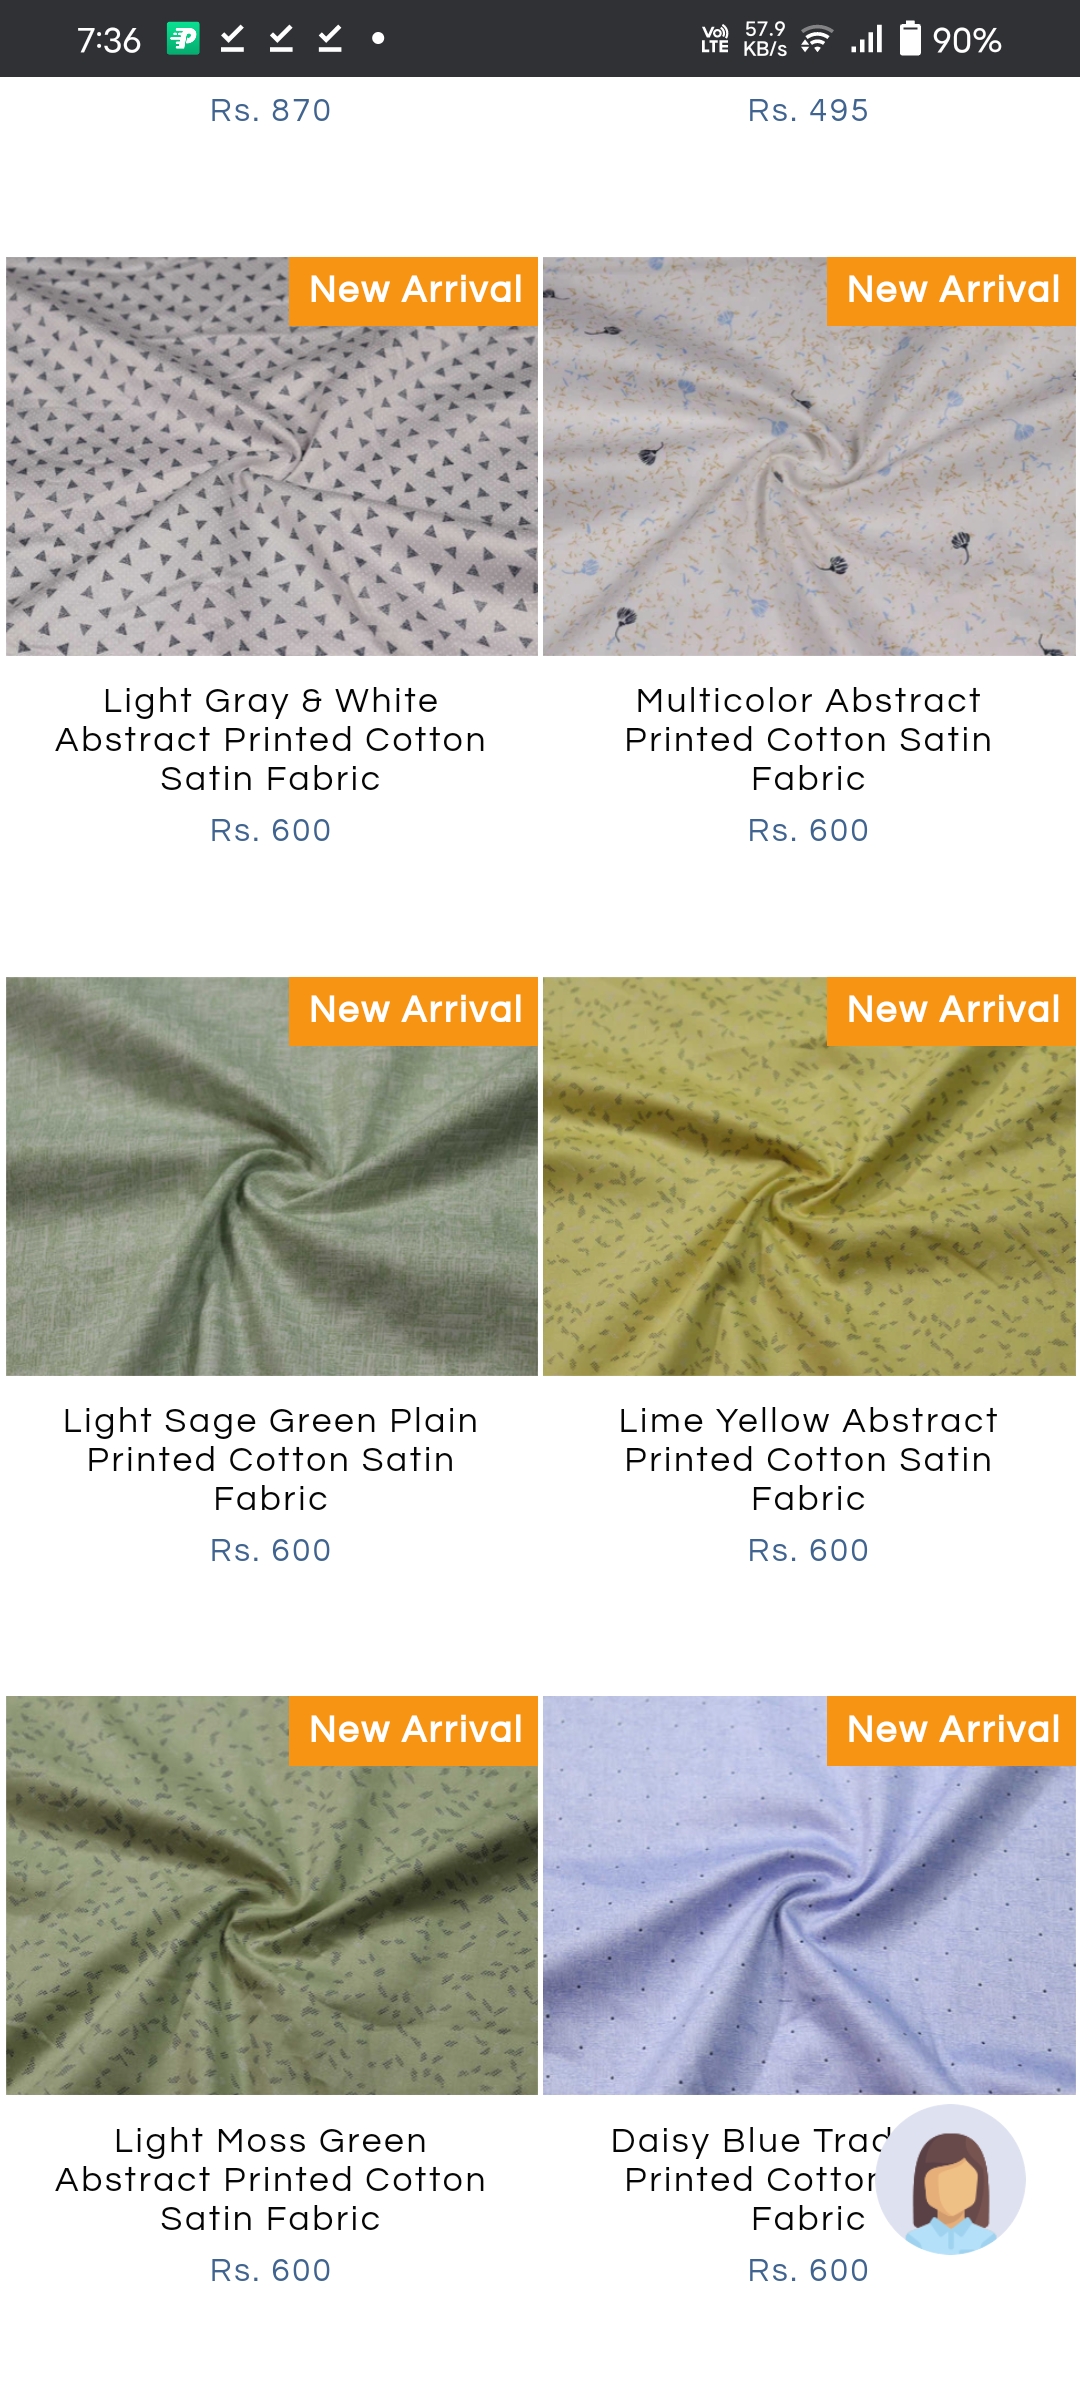 7:36
Vo))
LTE
57.9
KB/s
90%
Rs. 870
Rs. 495
New Arrival
New Arrival
Light Gray & White
Abstract Printed Cotton
Satin Fabric
Rs. 600
Multicolor Abstract
Printed Cotton Satin
Fabric
Rs. 600
New Arrival
New Arrival
Light Sage Green Plain
Printed Cotton Satin
Fabric
Rs. 600
Lime Yellow Abstract
Printed Cotton Satin
Fabric
Rs. 600
New Arrival
New Arrival
Light Moss Green
Abstract Printed Cotton
Satin Fabric
Rs. 600
Daisy Blue
Printed
Fabric
Rs. 600